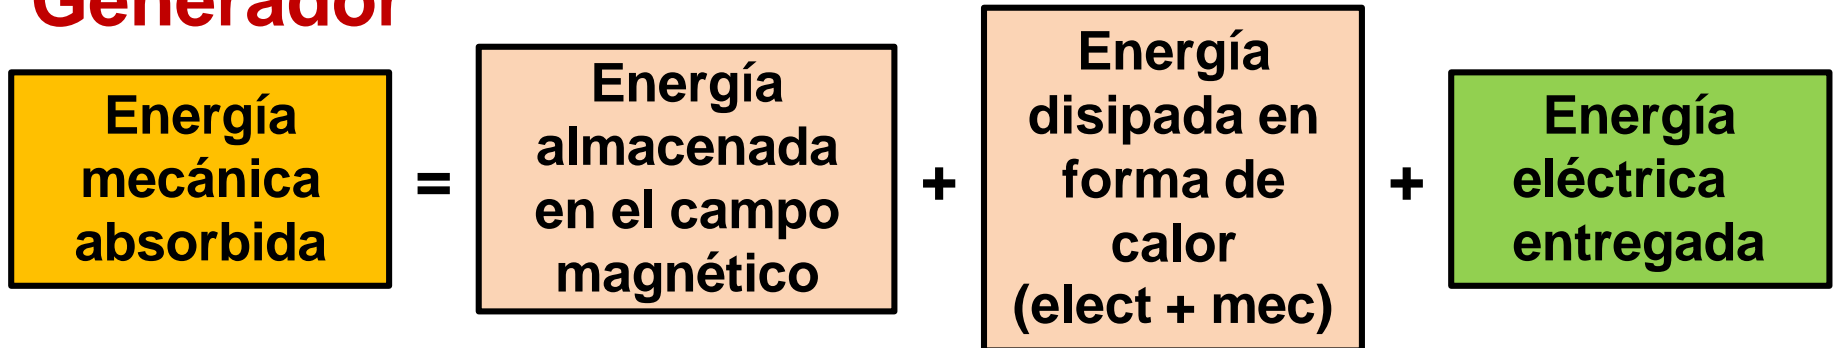 Generador
Energía
mecánica
absorbida
=
Energía
almacenada
en el campo
magnético
+
Energía
disipada en
forma de
calor
(elect + mec)
+
Energía
eléctrica
entregada